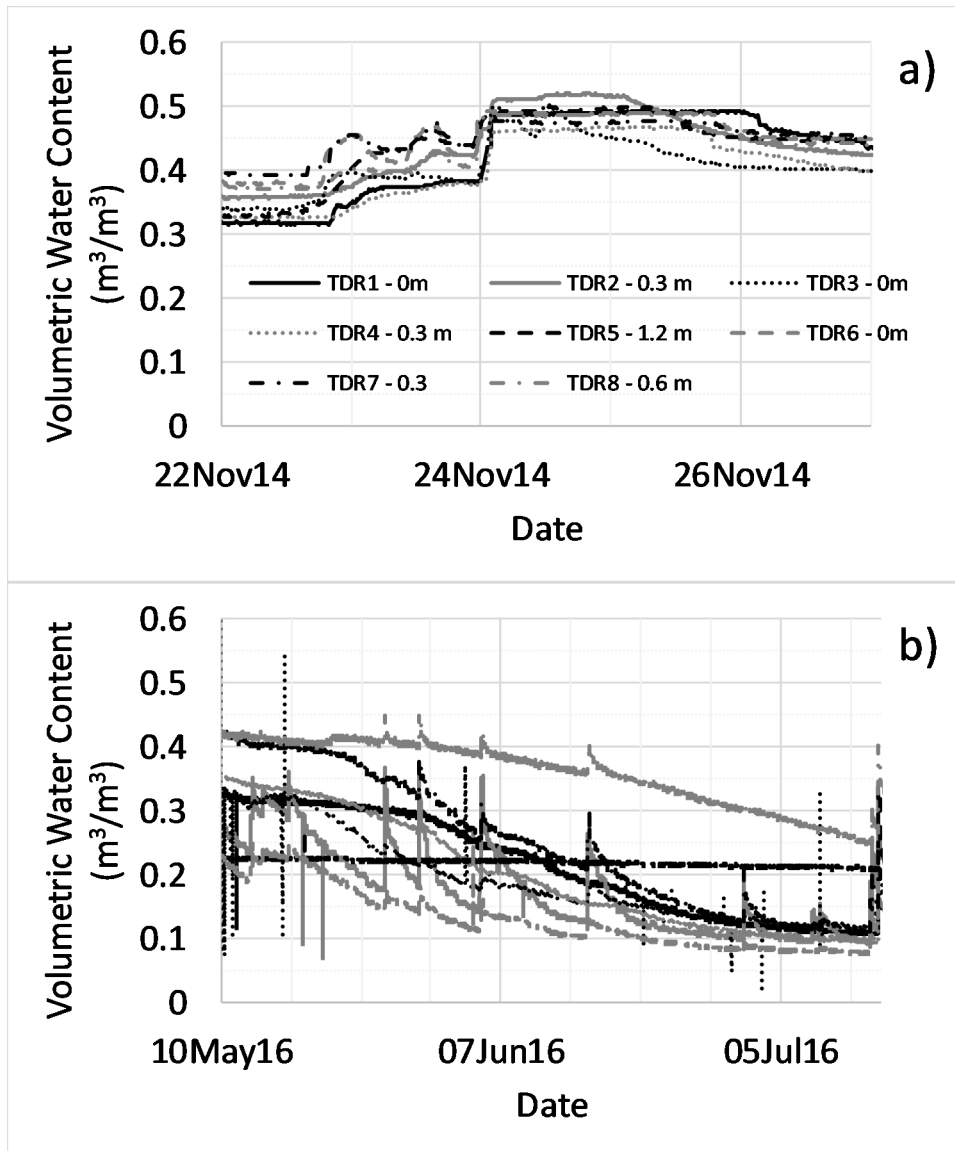 a)
Volumetric Water Content
(m³/m³)
0.6
0.5
0.4
0.3
0.2
0.1
0
TDR1 - 0m
TDR2 - 0.3 m
TDR3 - 0m
TDR4 - 0.3 m
TDR5 - 1.2 m
TDR6 - 0m
TDR7 - 0.3
TDR8 - 0.6 m
22Nov14
24Nov14
26Nov14
Date
b)
Volumetric Water Content
(m³/m³)
0.6
0.5
0.4
0.3
0.2
0.1
0
10May16
07Jun16
05Jul16
Date